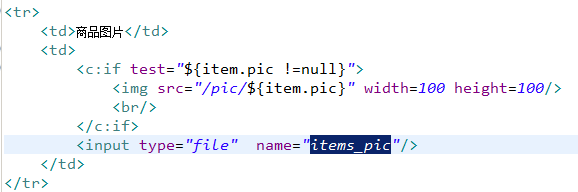 <tr>
<td>商品图片</td>
<td>
<c:if test="${item.pic !=null}">
<img src="/pic/${item.pic}" width=100 height=100/>
<br/>
</c:if>
<input type="file"  name="items_pic"/>
</td>
</tr>